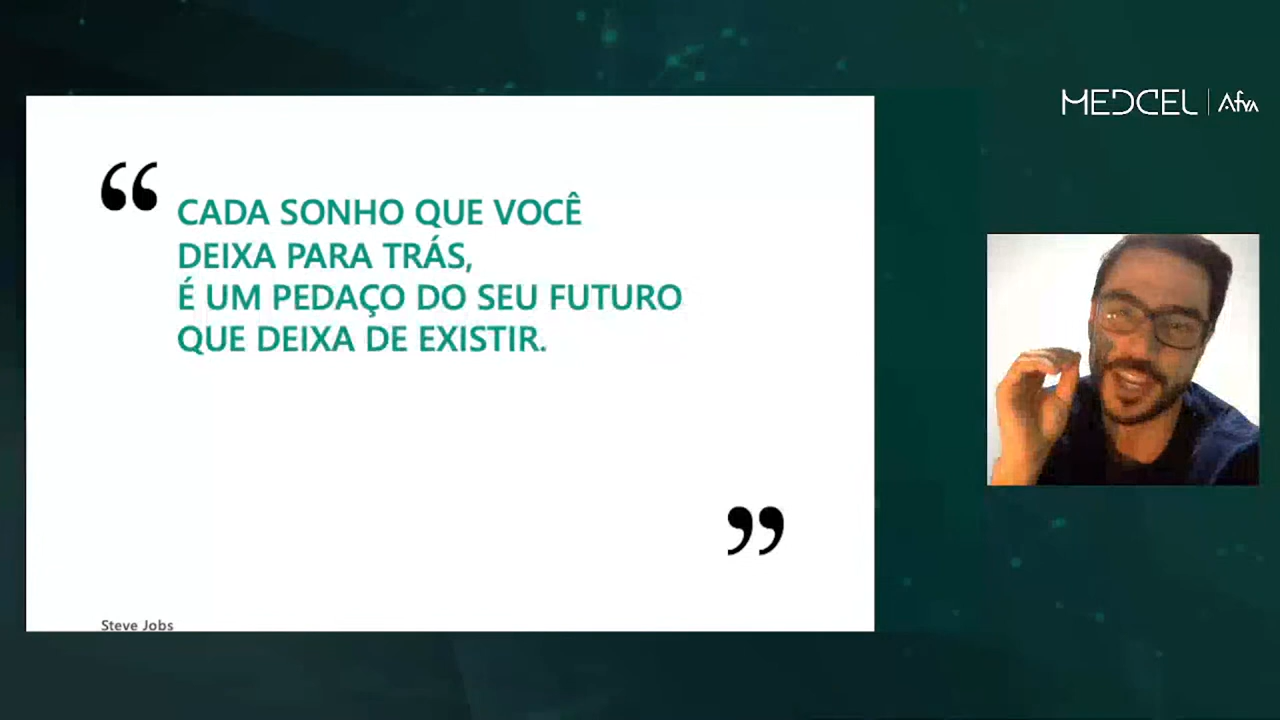 MEDCEL | Afya
“ CADA SONHO QUE VOCÊ
DEIXA PARA TRÁS,
É UM PEDAÇO DO SEU FUTURO
QUE DEIXA DE EXISTIR.
”
Steve Jobs